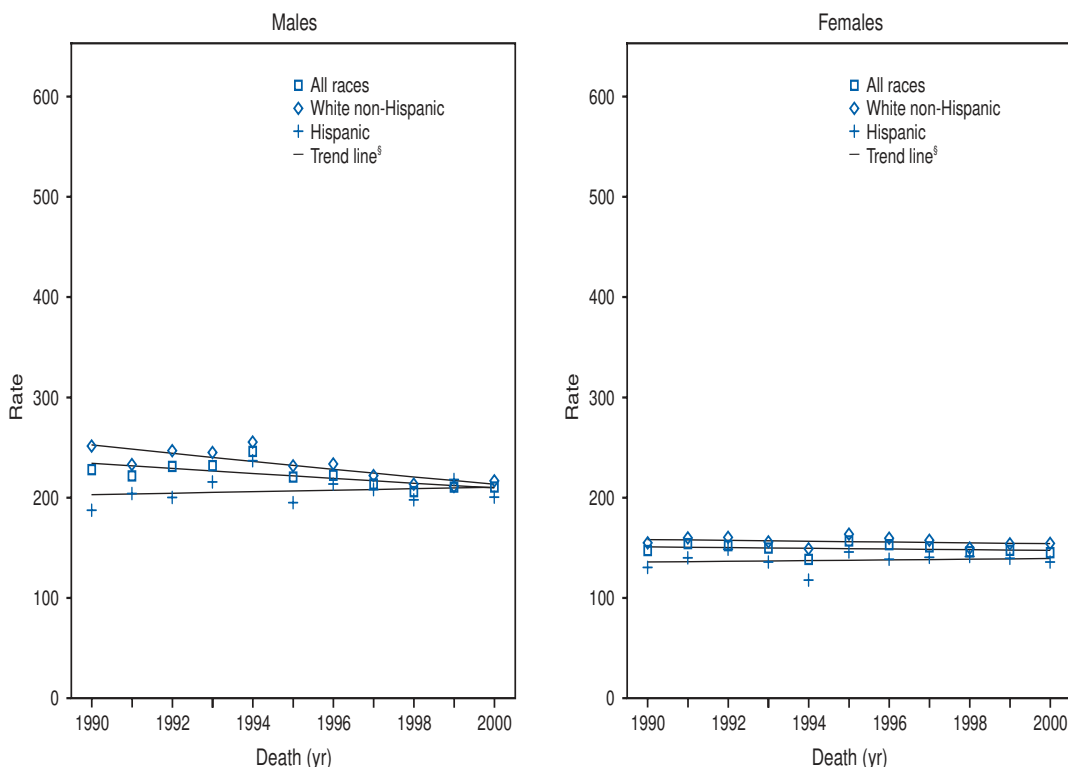 Males
Rate
600
500
400
300
200
100
0
All races
White non-Hispanic
Hispanic
Trend line§
1990 1992 1994 1996 1998 2000
Death (yr)
Females
Rate
600
500
400
300
200
100
0
All races
White non-Hispanic
Hispanic
Trend line§
1990 1992 1994 1996 1998 2000
Death (yr)